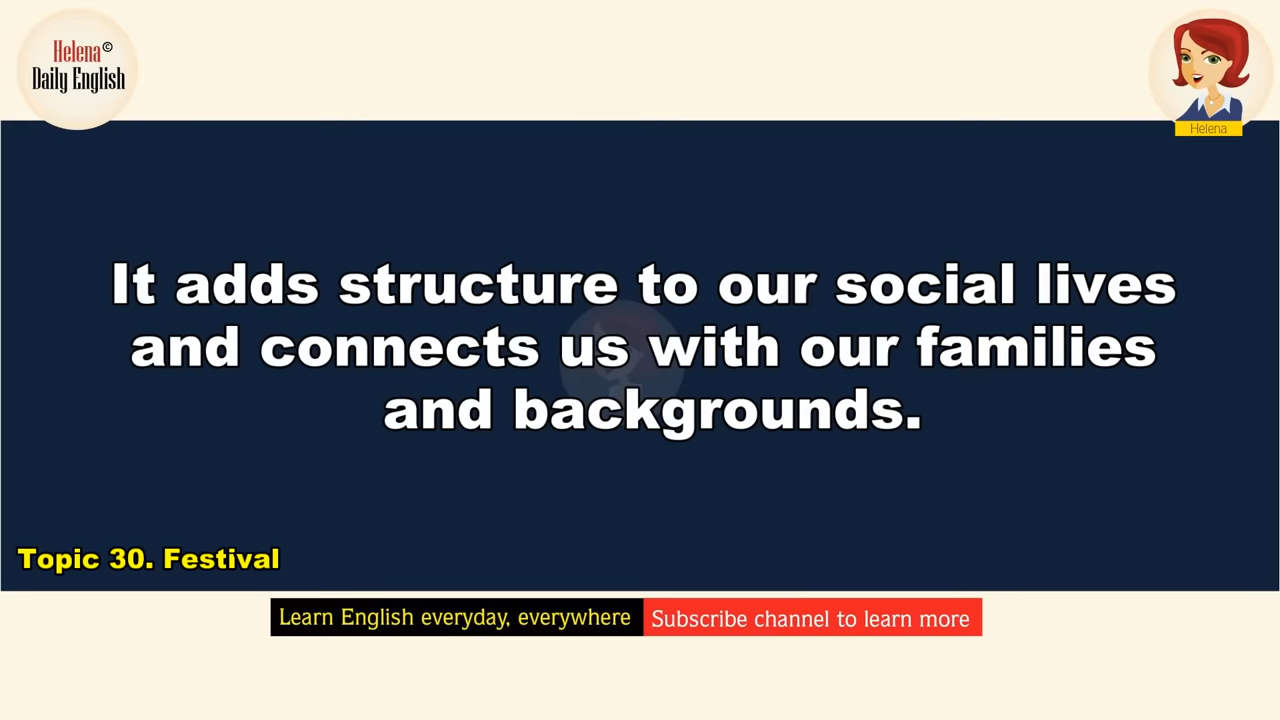 Helena©
Daily English
Helena
It adds structure to our social lives
and connects us with our families
and backgrounds.
Topic 30. Festival
Learn English everyday, everywhere
Subscribe channel to learn more